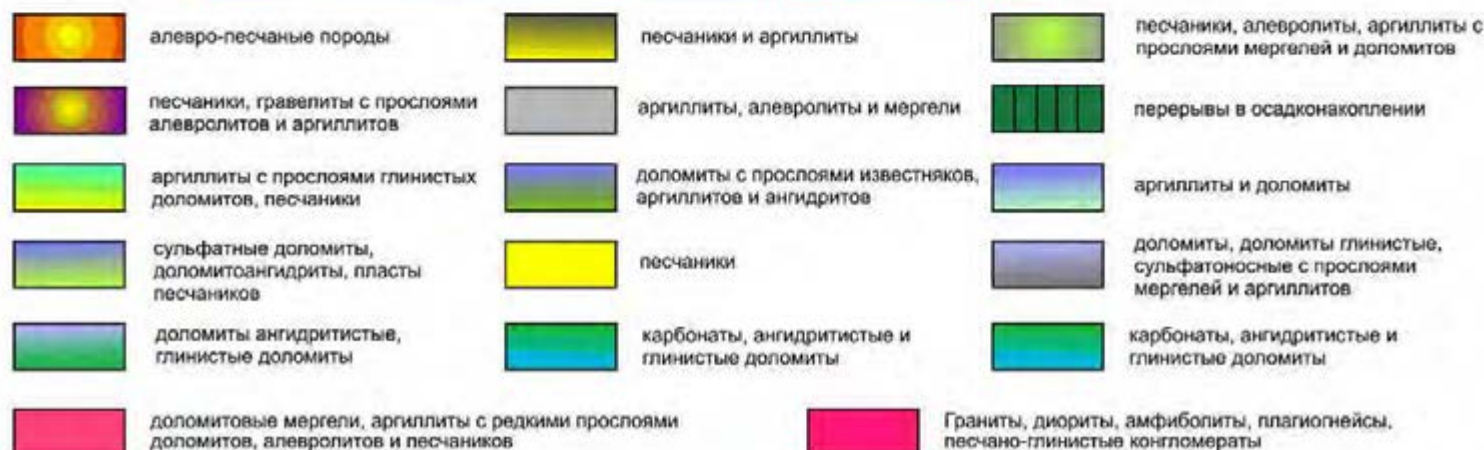 алевро-песчаные породы
песчаники и аргиллиты
песчаники, алевролиты, аргиллиты с
прослоями мергелей и доломитов
песчаники, гравелиты с прослоями
алевролитов и аргиллитов
аргиллиты, алевролиты и мергели
перерывы в осадконакоплении
аргиллиты с прослоями глинистых
доломитов, песчаники
доломиты с прослоями известняков,
аргиллитов и ангидритов
аргиллиты и доломиты
сульфатные доломиты,
доломитоангидриты, пласты
песчаников
песчаники
доломиты, доломиты глинистые,
сульфатоносные с прослоями
мергелей и аргиллитов
доломиты ангидритистые,
глинистые доломиты
карбонаты, ангидритистые и
глинистые доломиты
карбонаты, ангидритистые и
глинистые доломиты
доломитовые мергели, аргиллиты с редкими прослоями
доломитов, алевролитов и песчаников
Граниты, диориты, амфиболиты, плагиогнейсы,
песчано-глинистые конгломераты